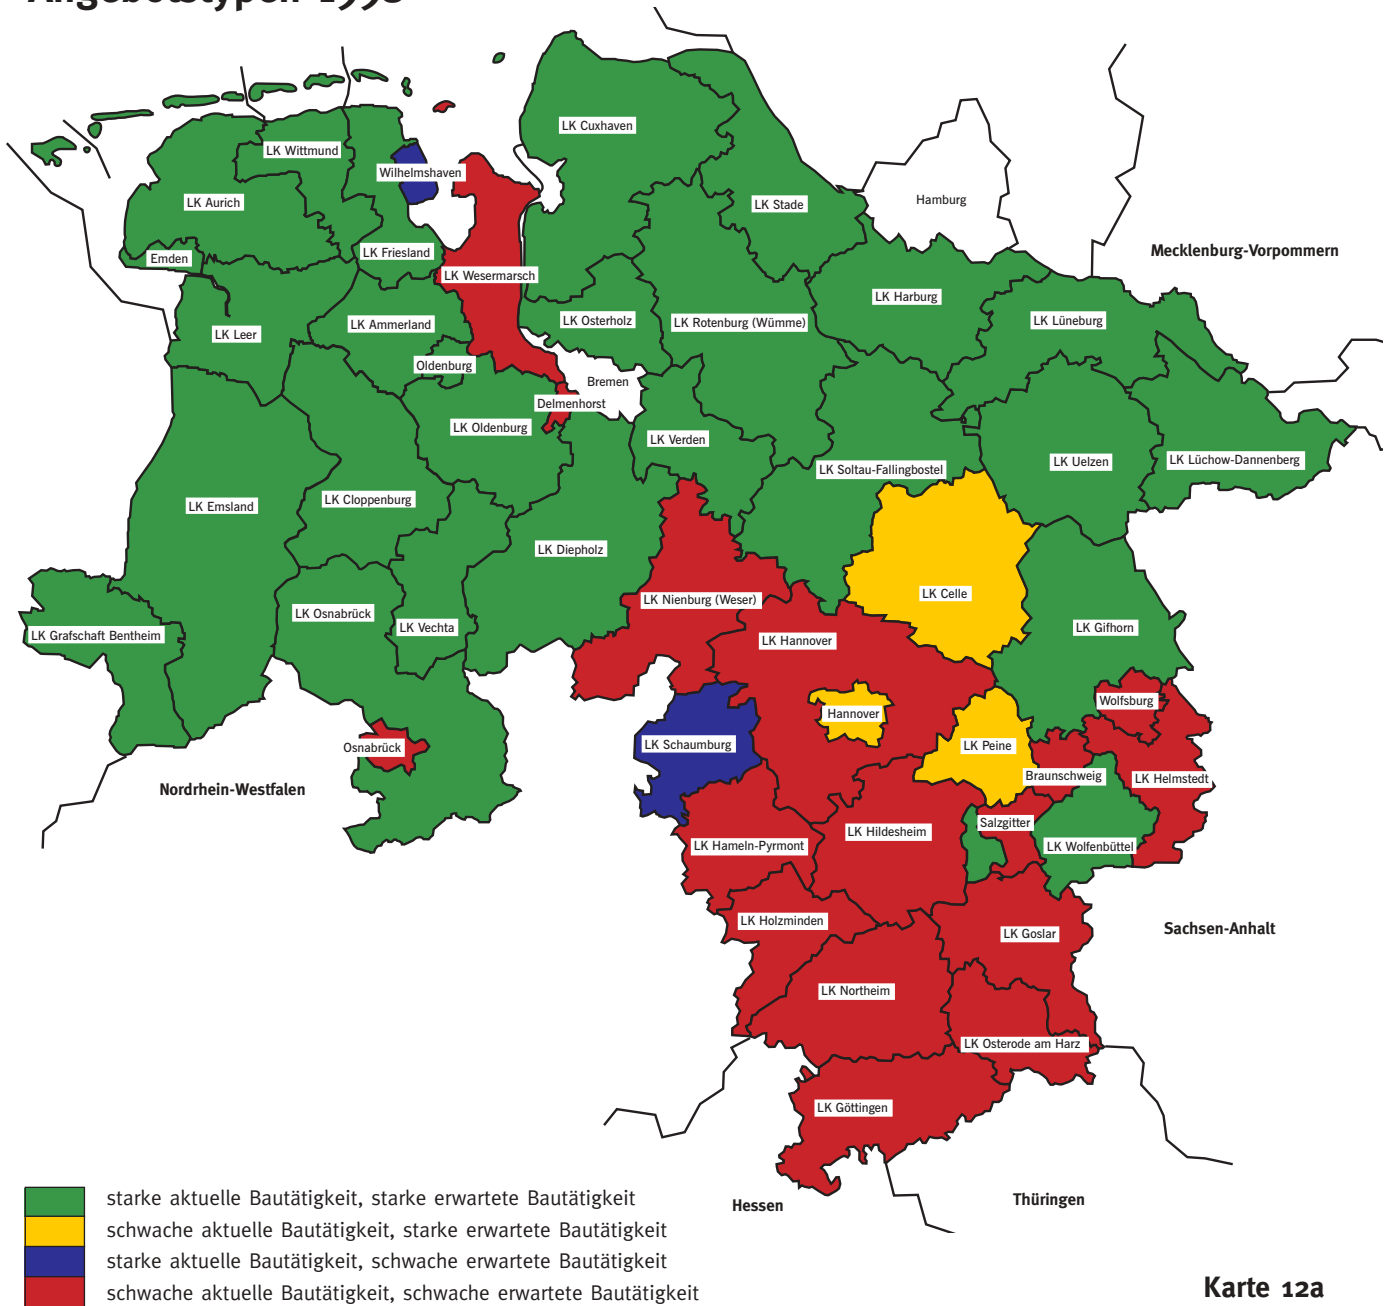 LK Cuxhaven
LK Wittmund
Wilhelmshaven
LK Aurich
LK Stade
Hamburg
Emden
LK Friesland
Mecklenburg-Vorpommern
LK Wesermarsch
LK Harburg
LK Leer
LK Ammerland
LK Osterholz
LK Rotenburg (Wümme)
LK Lüneburg
Oldenburg
Bremen
Delmenhorst
LK Oldenburg
LK Verden
LK Soltau-Fallingbostel
LK Uelzen
LK Lüchow-Dannenberg
LK Emsland
LK Cloppenburg
LK Diepholz
LK Celle
LK Nienburg (Weser)
LK Osnabrück
LK Vechta
LK Gifhorn
LK Grafschaft Bentheim
LK Hannover
Wolfsburg
Hannover
Osnabrück
LK Schaumburg
LK Peine
Braunschweig
LK Helmstedt
Nordrhein-Westfalen
Salzgitter
LK Hildesheim
LK Hameln-Pyrmont
LK Wolfenbüttel
LK Holzminden
LK Goslar
Sachsen-Anhalt
LK Northeim
LK Osterode am Harz
LK Göttingen
Hessen
Thüringen
starke aktuelle Bautätigkeit, starke erwartete Bautätigkeit
schwache aktuelle Bautätigkeit, starke erwartete Bautätigkeit
starke aktuelle Bautätigkeit, schwache erwartete Bautätigkeit
schwache aktuelle Bautätigkeit, schwache erwartete Bautätigkeit
Karte 12a